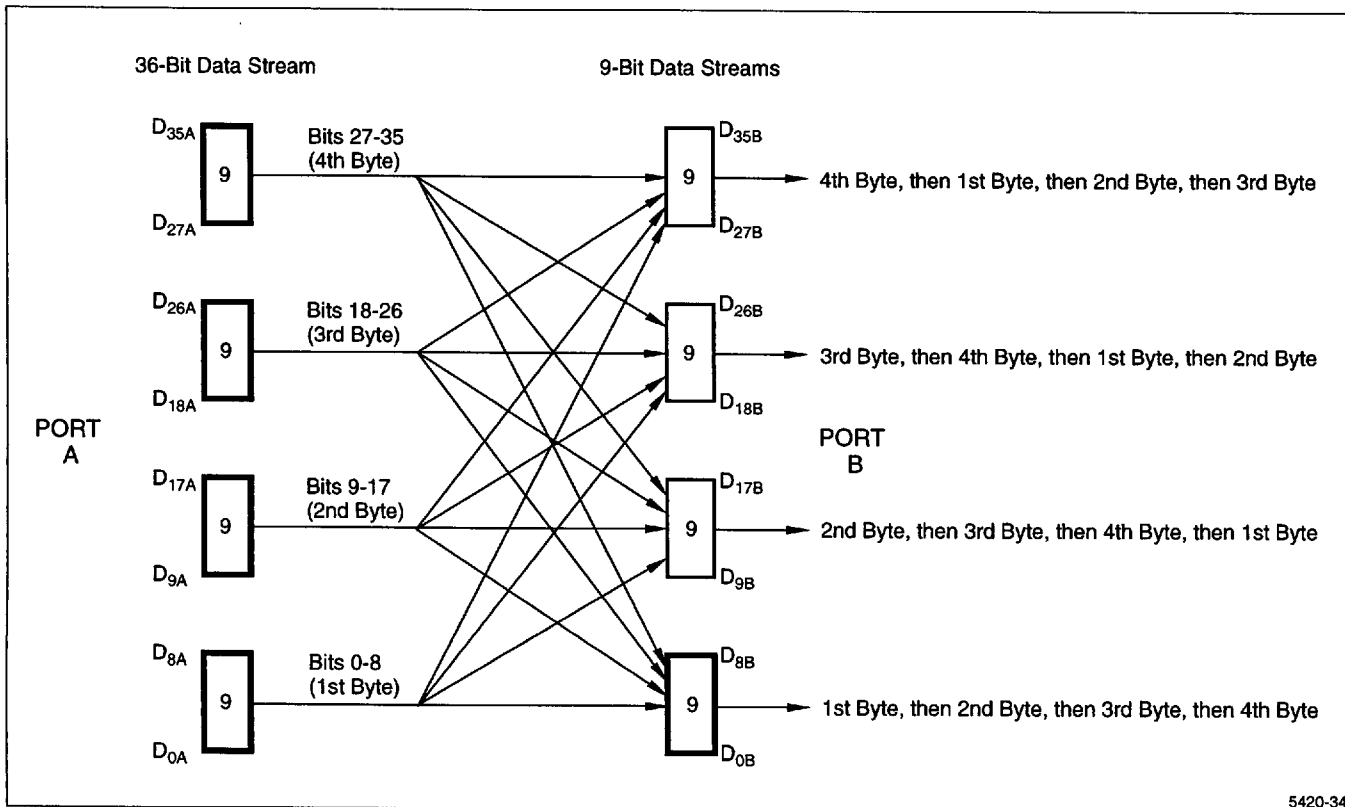 36-Bit Data Stream
9-Bit Data Streams
D35A
9
D27A
Bits 27-35
(4th Byte)
D35B
9
D27B
4th Byte, then 1st Byte, then 2nd Byte, then 3rd Byte
D26A
9
D18A
Bits 18-26
(3rd Byte)
D26B
9
D18B
3rd Byte, then 4th Byte, then 1st Byte, then 2nd Byte
PORT
A
PORT
B
D17A
9
D9A
Bits 9-17
(2nd Byte)
D17B
9
D9B
2nd Byte, then 3rd Byte, then 4th Byte, then 1st Byte
D8A
9
D0A
Bits 0-8
(1st Byte)
D8B
9
D0B
1st Byte, then 2nd Byte, then 3rd Byte, then 4th Byte
5420-34